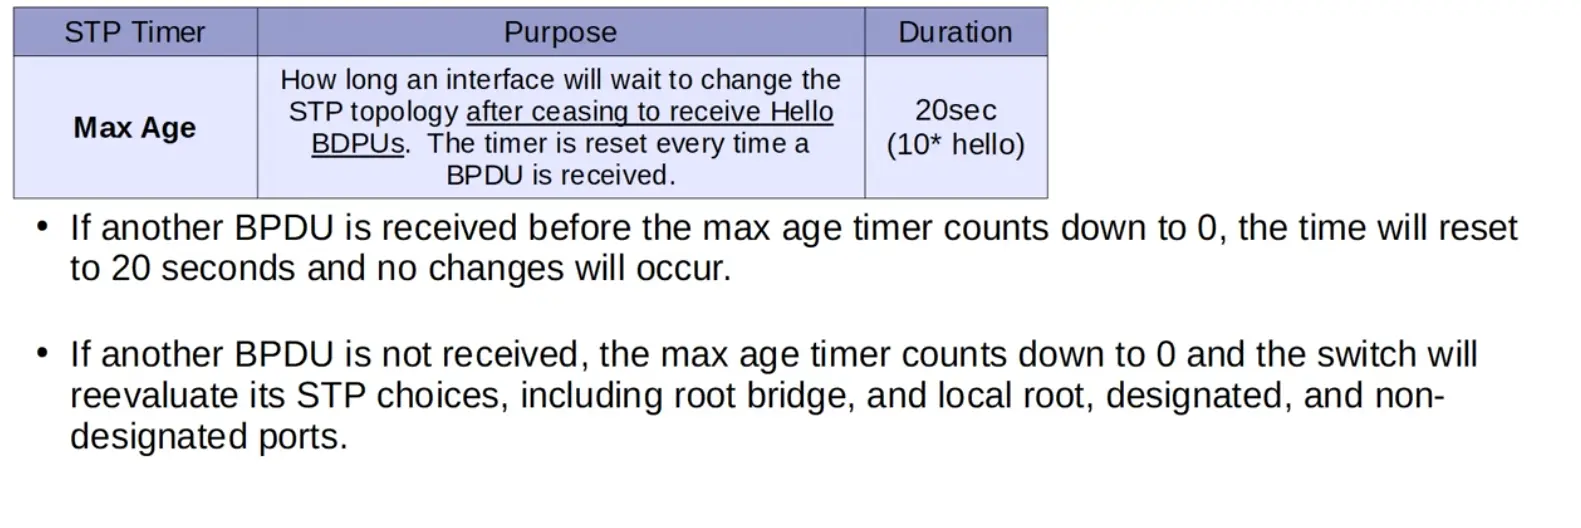 STP Timer
Purpose
Duration
Max Age
How long an interface will wait to change the
STP topology after ceasing to receive Hello
BDPUs.  The timer is reset every time a
BPDU is received.
20sec
(10* hello)
• If another BPDU is received before the max age timer counts down to 0, the time will reset
to 20 seconds and no changes will occur.
• If another BPDU is not received, the max age timer counts down to 0 and the switch will
reevaluate its STP choices, including root bridge, and local root, designated, and non-
designated ports.